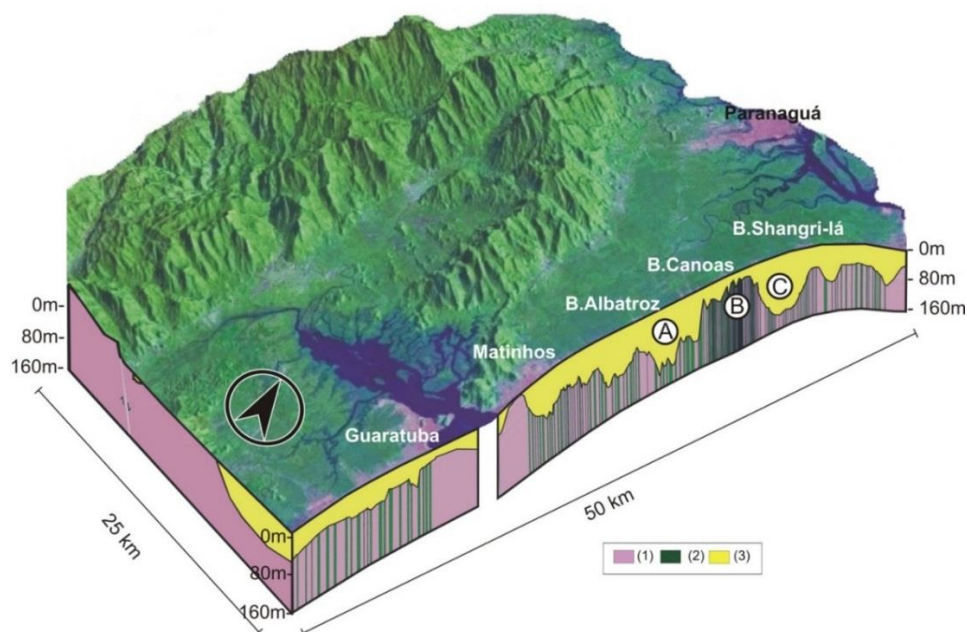 Paranaguá
B.Shangri-lá
B.Canoas
B.Albatroz
Matinhos
Guaratuba
0m
80m
160m
0m-
80m-
160m-
A
B
C
0m-
80m-
160m-
25 km
50 km
(1) (2) (3)